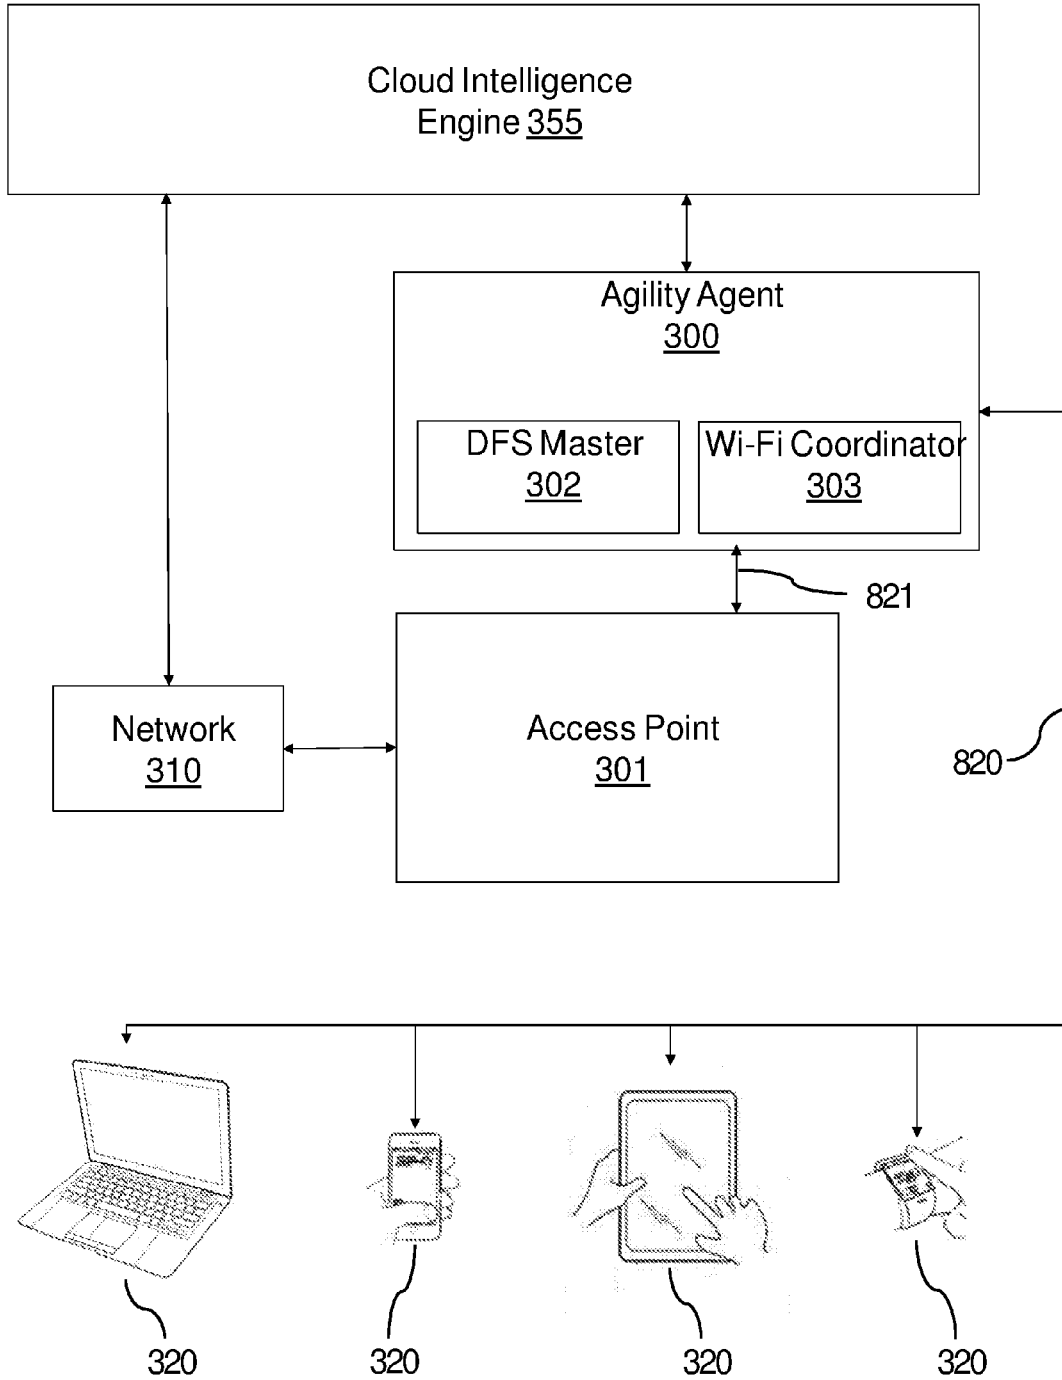 Cloud Intelligence
Engine 355
Agility Agent
300
DFS Master
302
Wi-Fi Coordinator
303
821
Network
310
Access Point
301
820
320
320
320
320